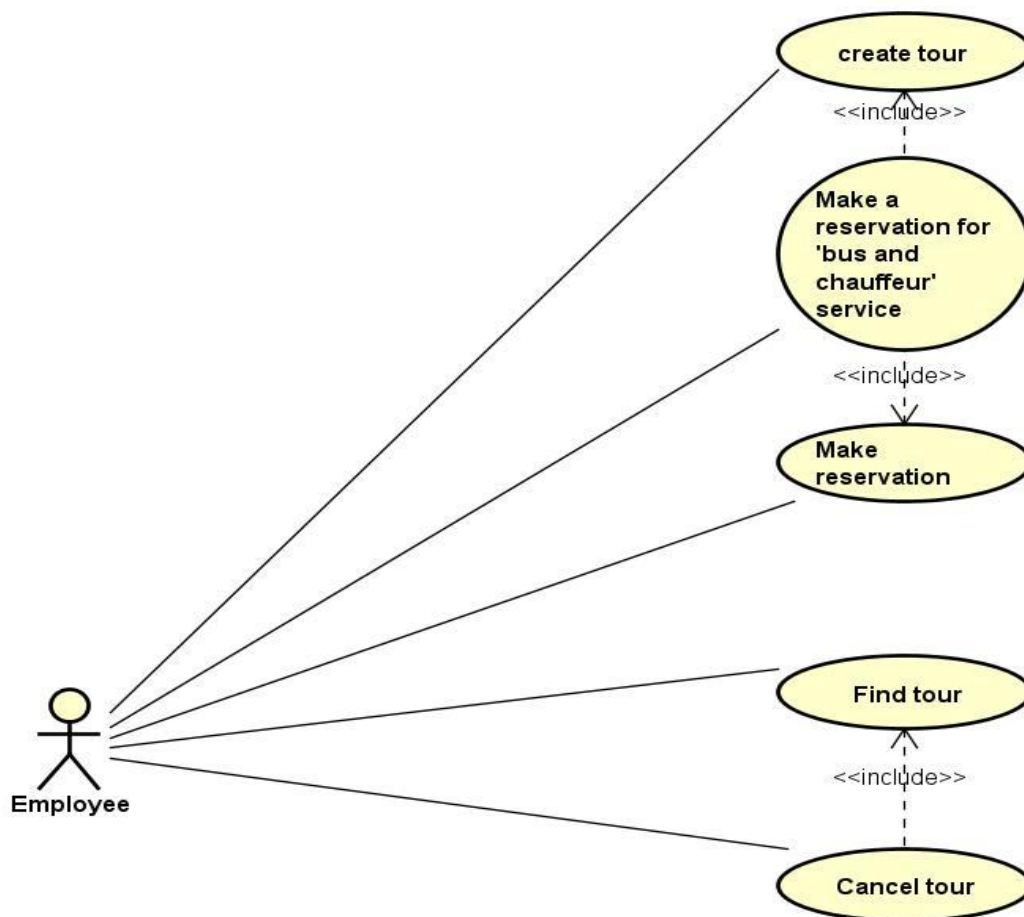 create tour
<<include>>
Make a
reservation for
'bus and
chauffeur'
service
<<include>>
Make
reservation
Find tour
<<include>>
Employee
Cancel tour